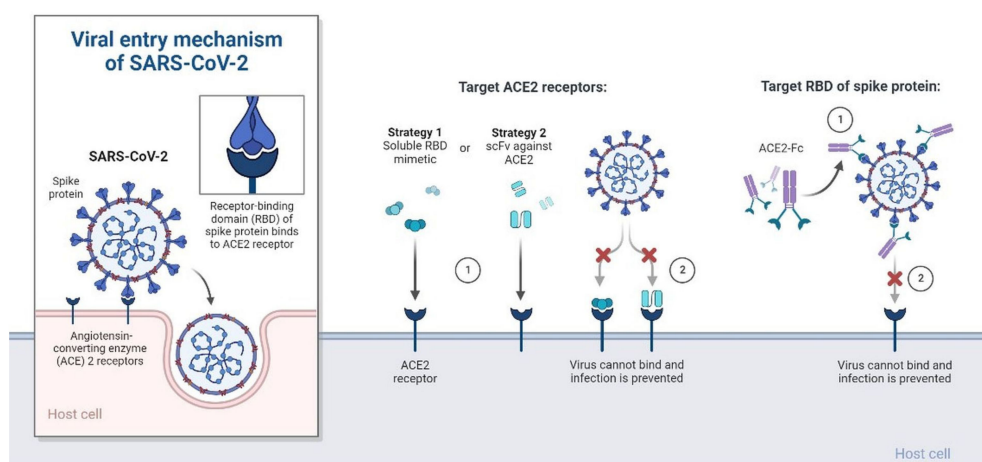 Viral entry mechanism
of SARS-CoV-2
SARS-CoV-2
Spike
protein
Receptor-binding
domain (RBD) of
spike protein binds
to ACE2 receptor
Angiotensin-
converting enzyme
(ACE) 2 receptors
Host cell
Target ACE2 receptors:
Strategy 1
Soluble RBD
mimetic
or
Strategy 2
scFv against
ACE2
1
2
ACE2
receptor
Virus cannot bind and
infection is prevented
Target RBD of spike protein:
ACE2-Fc
1
2
Virus cannot bind and
infection is prevented
Host cell